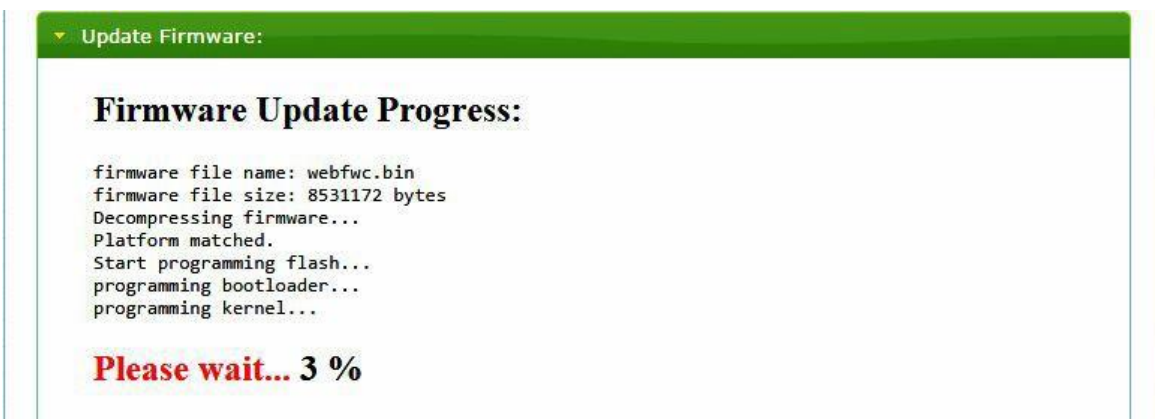 Update Firmware:
Firmware Update Progress:
firmware file name: webfwc.bin
firmware file size: 8531172 bytes
Decompressing firmware...
Platform matched.
Start programming flash...
programming bootloader...
programming kernel...
Please wait... 3 %